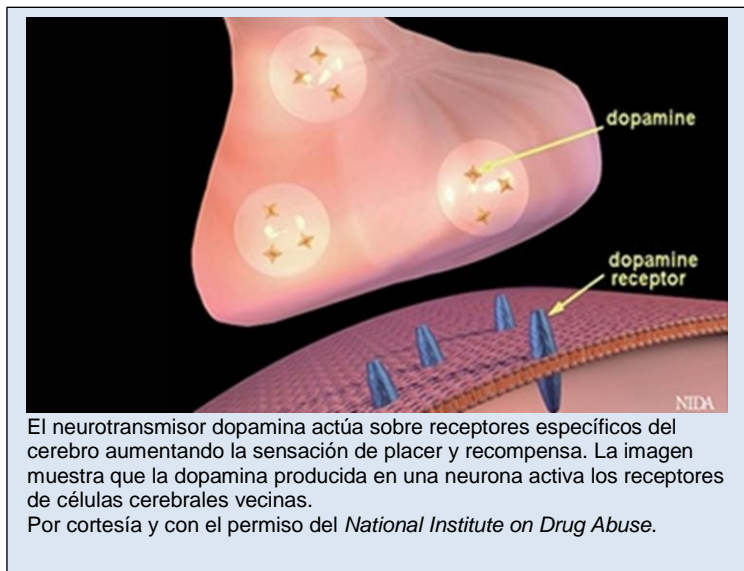 dopamine
dopamine
receptor
NIDA
El neurotransmisor dopamina actúa sobre receptores específicos del
cerebro aumentando la sensación de placer y recompensa. La imagen
muestra que la dopamina producida en una neurona activa los receptores
de células cerebrales vecinas.
Por cortesía y con el permiso del National Institute on Drug Abuse.